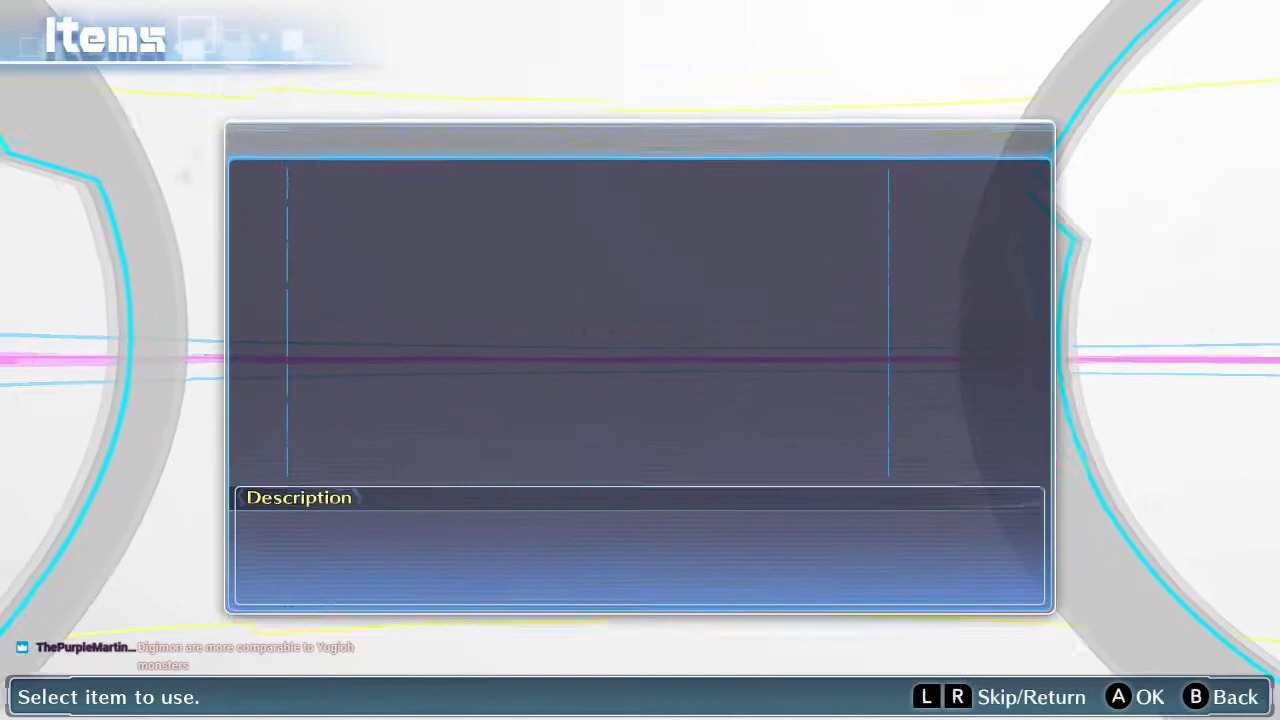 Items
Description
ThePurpleMartin... Digimon are more comparable to Yugioh
monsters
Select item to use.
L R Skip/Return A OK B Back